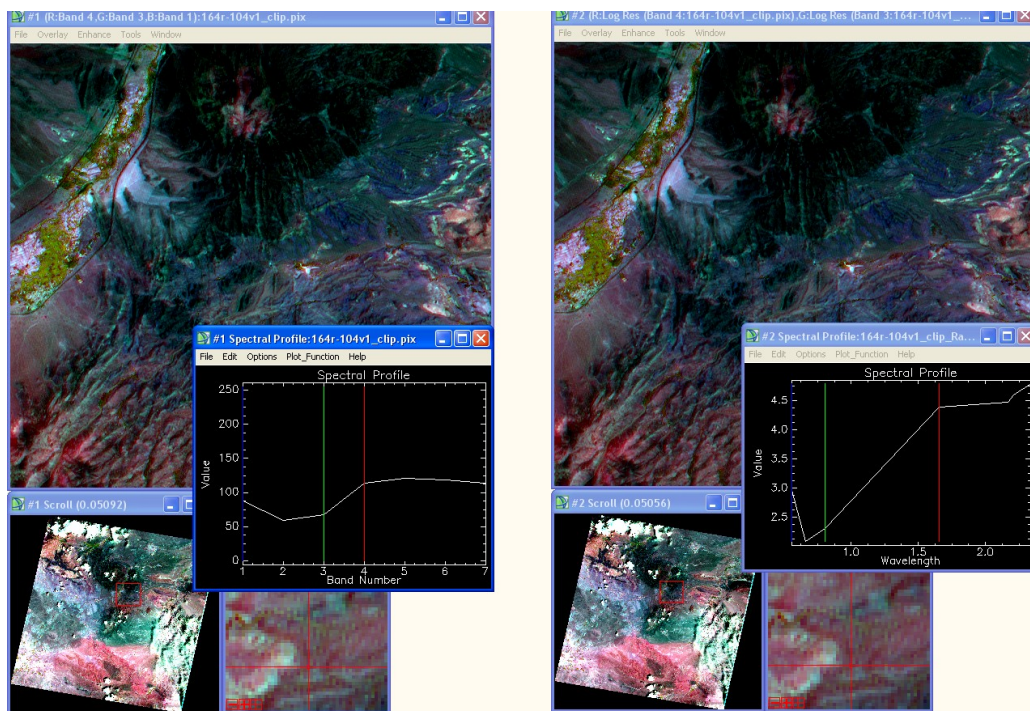 #1 (R:Band 4,G:Band 3,B:Band 1):164r-104v1_clip.pix
File Overlay Enhance Tools Window
#1 Spectral Profile:164r-104v1_clip.pix
File Edit Options Plot_Function Help
Spectral Profile
250
200
150
100
50
0
Value
1 2 3 4 5 6 7
Band Number
#1 Scroll (0.05092)
#2 (R:Log Res (Band 4:164r-104v1_clip.pix),G:Log Res (Band 3:164r-104v1_...
File Overlay Enhance Tools Window
#2 Spectral Profile:164r-104v1_clip_Ra...
File Edit Options Plot_Function Help
Spectral Profile
4.5
4.0
3.5
3.0
2.5
Value
1.0 1.5 2.0
Wavelength
#2 Scroll (0.05056)